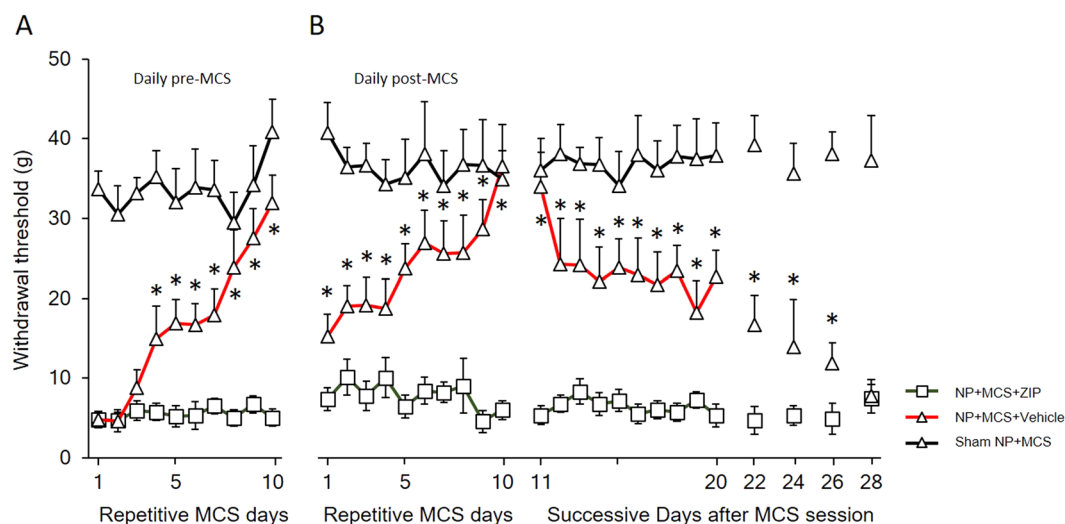 A
B
50
40
30
20
10
0
Withdrawal threshold (g)
Daily pre-MCS
Daily post-MCS
* * * * * * *
* * * * * * * * * *
* * * * * * * * * * * * *
NP+MCS+ZIP
NP+MCS+Vehicle
Sham NP+MCS
1 5 10
1 5 10
11 20 22 24 26 28
Repetitive MCS days
Repetitive MCS days
Successive Days after MCS session